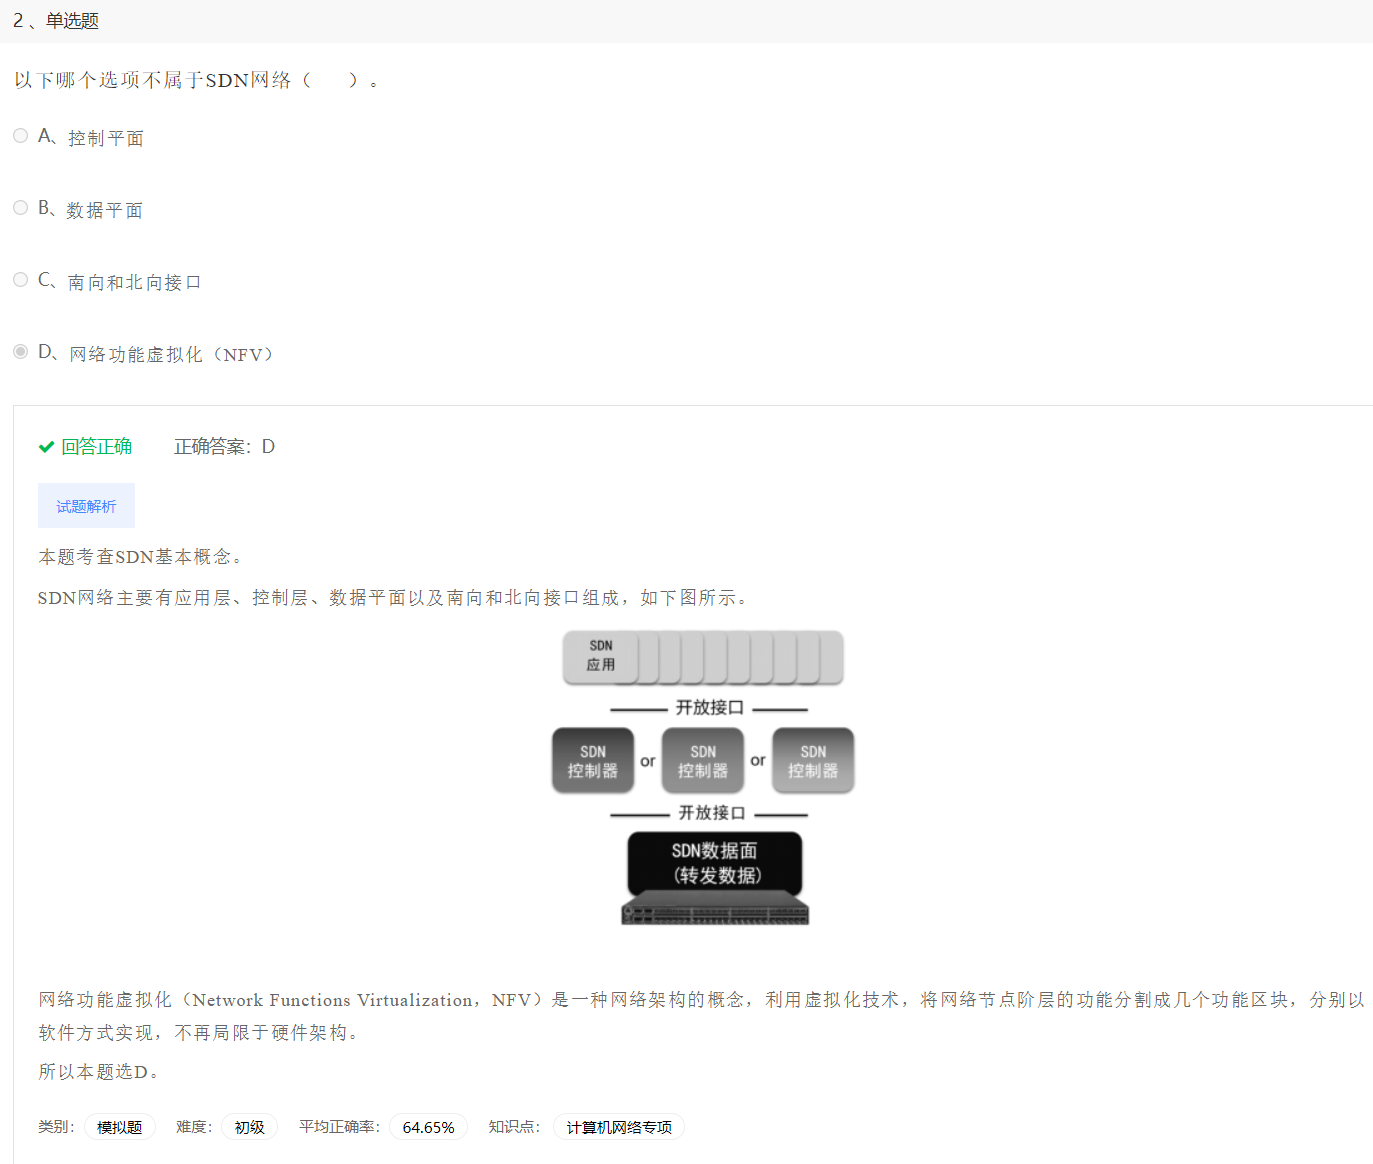 2 、单选题
以下哪个选项不属于SDN网络（　　）。
A、控制平面
B、数据平面
C、南向和北向接口
D、网络功能虚拟化（NFV）
回答正确 正确答案：D
试题解析
本题考查SDN基本概念。
SDN网络主要有应用层、控制层、数据平面以及南向和北向接口组成，如下图所示。
SDN
应用
开放接口
SDN
控制器
or
SDN
控制器
or
SDN
控制器
开放接口
SDN数据面
(转发数据)
网络功能虚拟化（Network Functions Virtualization，NFV）是一种网络架构的概念，利用虚拟化技术，将网络节点阶层的功能分割成几个功能区块，分别以
软件方式实现，不再局限于硬件架构。
所以本题选D。
类别： 模拟题 难度： 初级 平均正确率： 64.65% 知识点： 计算机网络专项